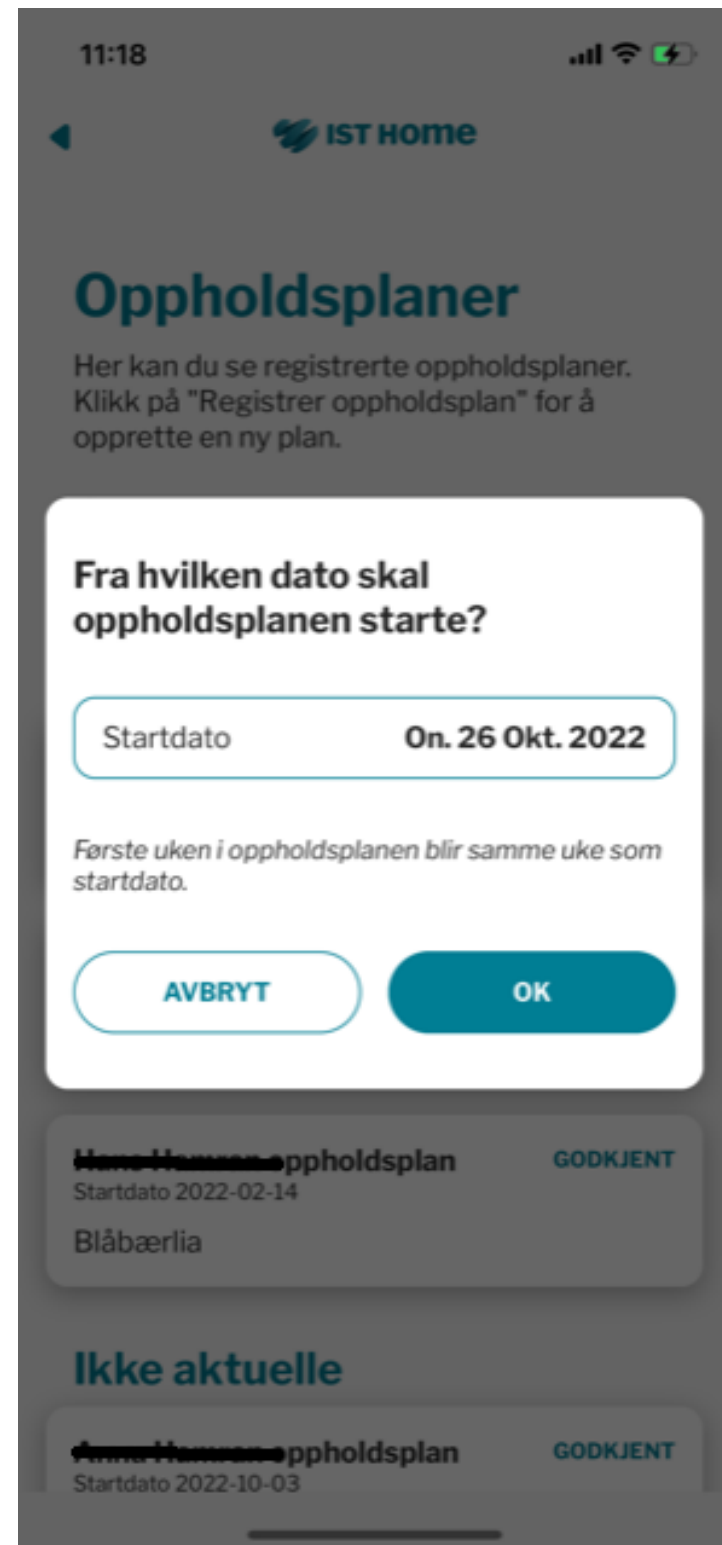 11:18
IST HOME
Oppholdsplaner
Her kan du se registrerte oppholdsplaner.
Klikk på "Registrer oppholdsplan" for å
opprette en ny plan.
Fra hvilken dato skal
oppholdsplanen starte?
Startdato On. 26 Okt. 2022
Første uken i oppholdsplanen blir samme uke som
startdato.
AVBRYT OK
oppholdsplan GODKJENT
Startdato 2022-02-14
Blåbærlia
Ikke aktuelle
oppholdsplan GODKJENT
Startdato 2022-10-03